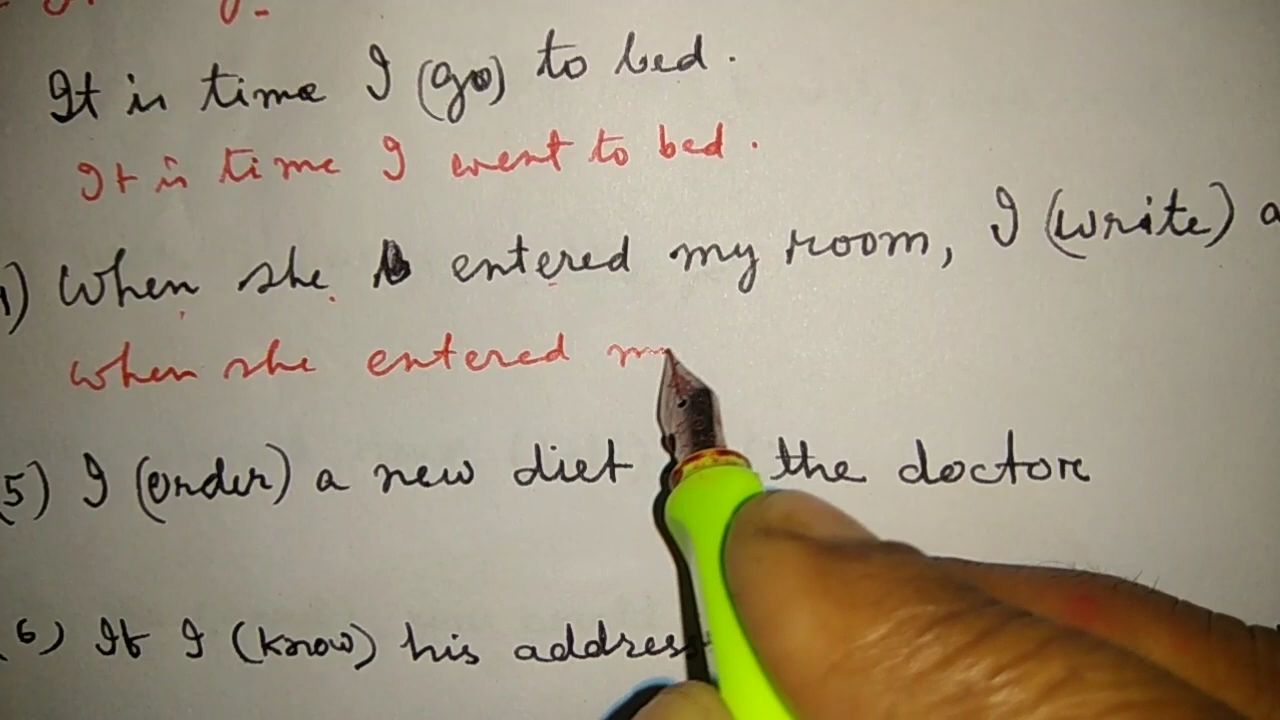 It is time I (go) to bed.
It is time I went to bed.
) When she entered my room, I (write) a
when she entered m
(5) I (order) a new diet the doctor
(6) If I (know) his address